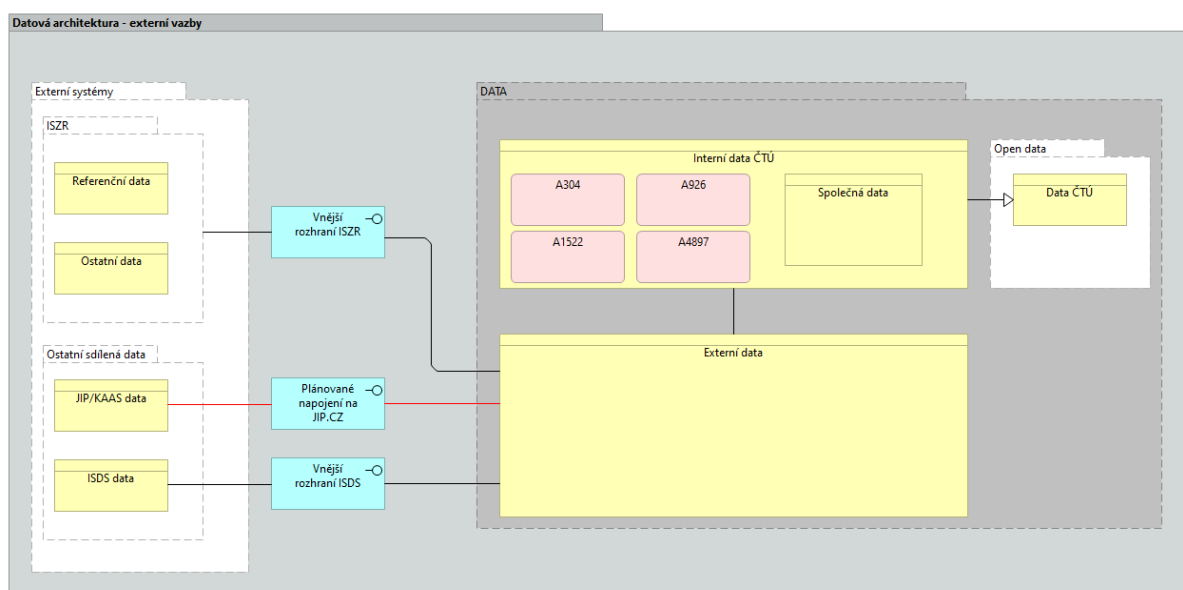 Datová architektura - externí vazby
Externí systémy
ISZR
Referenční data
Ostatní data
Ostatní sdílená data
JIP/KAAS data
ISDS data
Vnější
rozhraní ISZR
Plánované
napojení na
JIP.CZ
Vnější
rozhraní ISDS
DATA
Interní data ČTÚ
A304
A926
A1522
A4897
Společná data
Externí data
Open data
Data ČTÚ